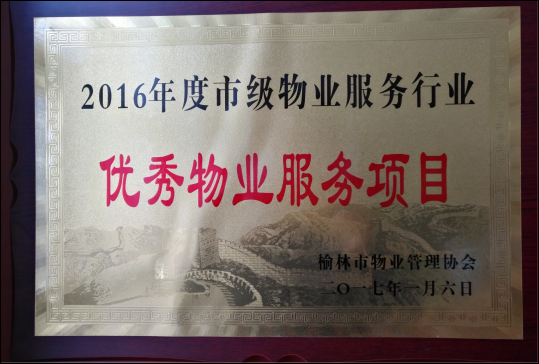 2016年度市级物业服务行业
优秀物业服务项目
榆林市物业管理协会
二〇一七年一月六日